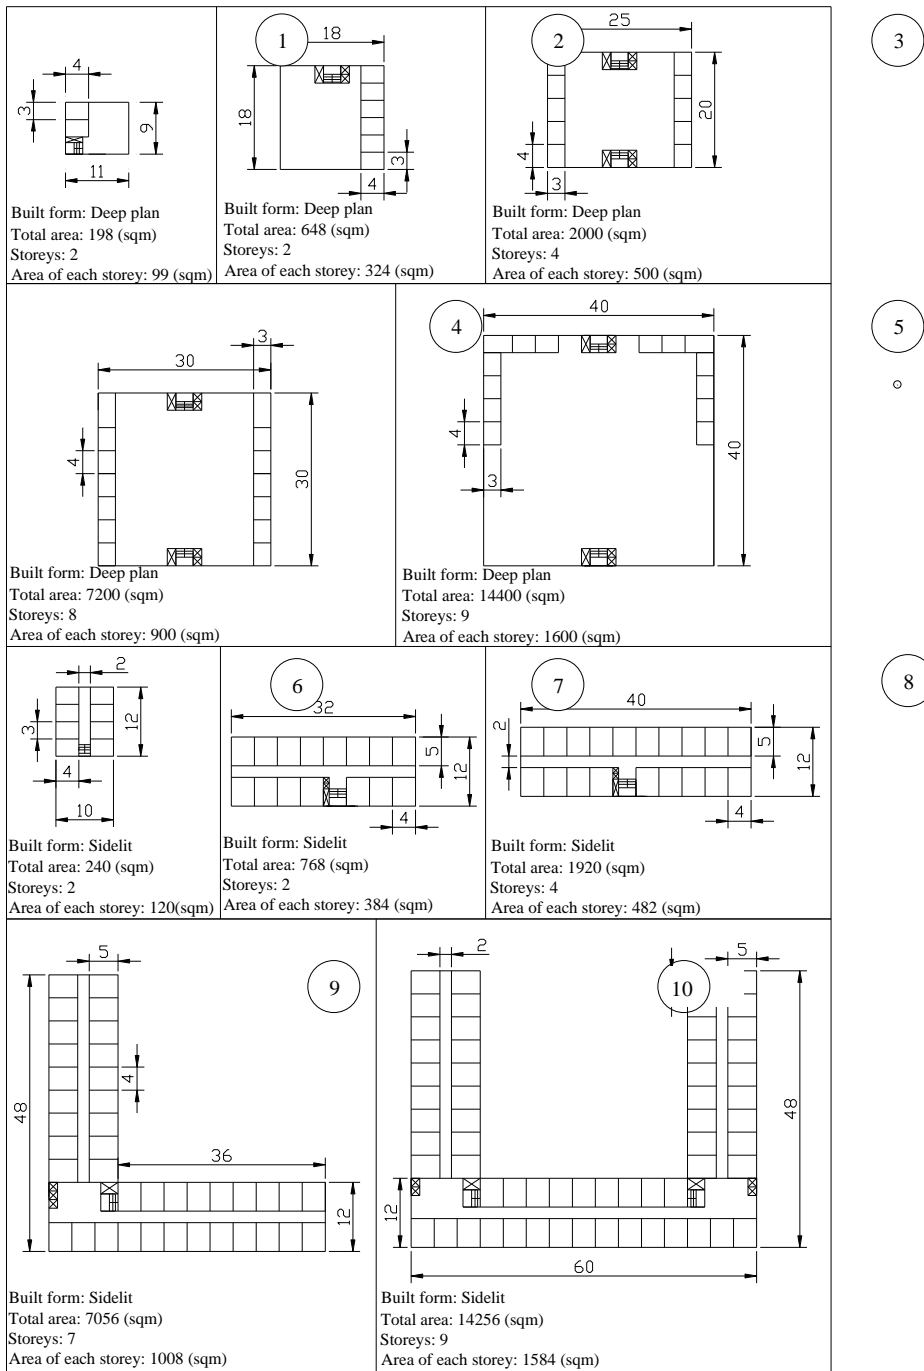 4
3
9
11
Built form: Deep plan
Total area: 198 (sqm)
Storeys: 2
Area of each storey: 99 (sqm)
1
18
18
3
4
Built form: Deep plan
Total area: 648 (sqm)
Storeys: 2
Area of each storey: 324 (sqm)
2
25
20
4
3
Built form: Deep plan
Total area: 2000 (sqm)
Storeys: 4
Area of each storey: 500 (sqm)
3
3
30
4
30
Built form: Deep plan
Total area: 7200 (sqm)
Storeys: 8
Area of each storey: 900 (sqm)
4
40
4
40
3
Built form: Deep plan
Total area: 14400 (sqm)
Storeys: 9
Area of each storey: 1600 (sqm)
5
2
3
12
4
10
Built form: Sidelit
Total area: 240 (sqm)
Storeys: 2
Area of each storey: 120(sqm)
6
32
5
12
4
Built form: Sidelit
Total area: 768 (sqm)
Storeys: 2
Area of each storey: 384 (sqm)
7
40
2
5
12
4
Built form: Sidelit
Total area: 1920 (sqm)
Storeys: 4
Area of each storey: 482 (sqm)
8
5
9
4
48
36
12
Built form: Sidelit
Total area: 7056 (sqm)
Storeys: 7
Area of each storey: 1008 (sqm)
2
5
10
48
12
60
Built form: Sidelit
Total area: 14256 (sqm)
Storeys: 9
Area of each storey: 1584 (sqm)